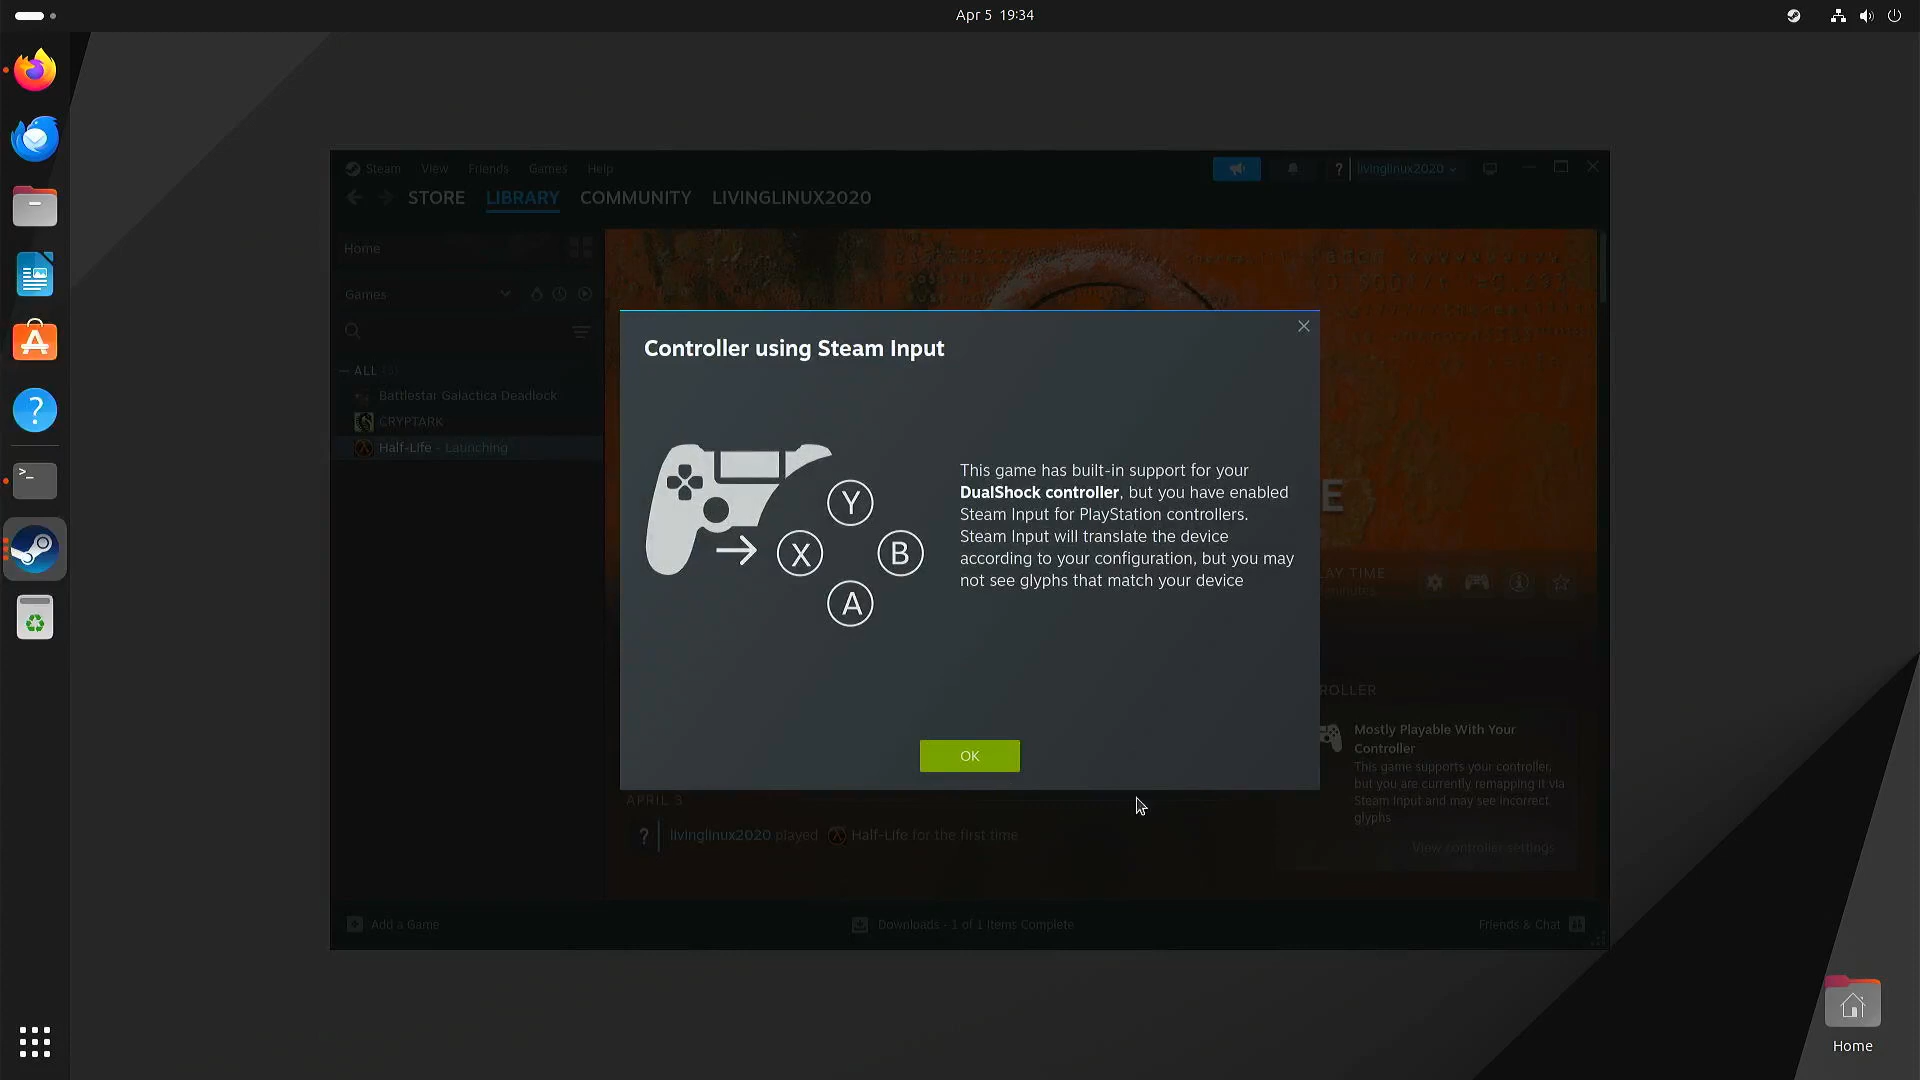 Apr 5 19:34
Steam View Friends Games Help
? livinglinux2020
STORE LIBRARY COMMUNITY LIVINGLINUX2020
Home
Games
— ALL
Battlestar Galactica Deadlock
CRYPTARK
Half-Life - Launching
Controller using Steam Input
Y
X B
A
This game has built-in support for your
DualShock controller, but you have enabled
Steam Input for PlayStation controllers.
Steam Input will translate the device
according to your configuration, but you may
not see glyphs that match your device
OK
E
LAY TIME
minutes
ROLLER
Mostly Playable With Your
Controller
This game supports your controller,
but you are currently remapping it via
Steam Input and may see incorrect
glyphs
View controller settings
APRIL 3
? livinglinux2020 played Half-Life for the first time
Add a Game
Downloads - 1 of 1 Items Complete
Friends & Chat
Home